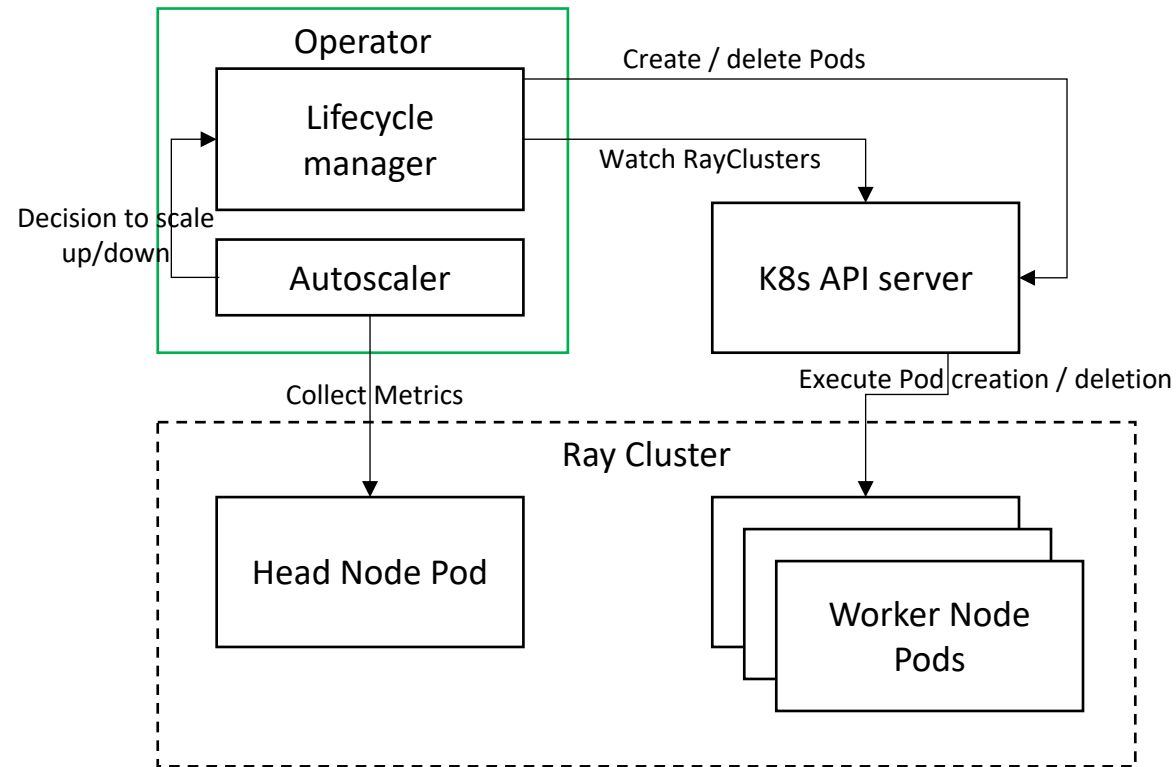 Operator
Create / delete Pods
Lifecycle
manager
Watch RayClusters
Decision to scale
up/down
Autoscaler
K8s API server
Collect Metrics
Execute Pod creation / deletion
Ray Cluster
Head Node Pod
Worker Node
Pods